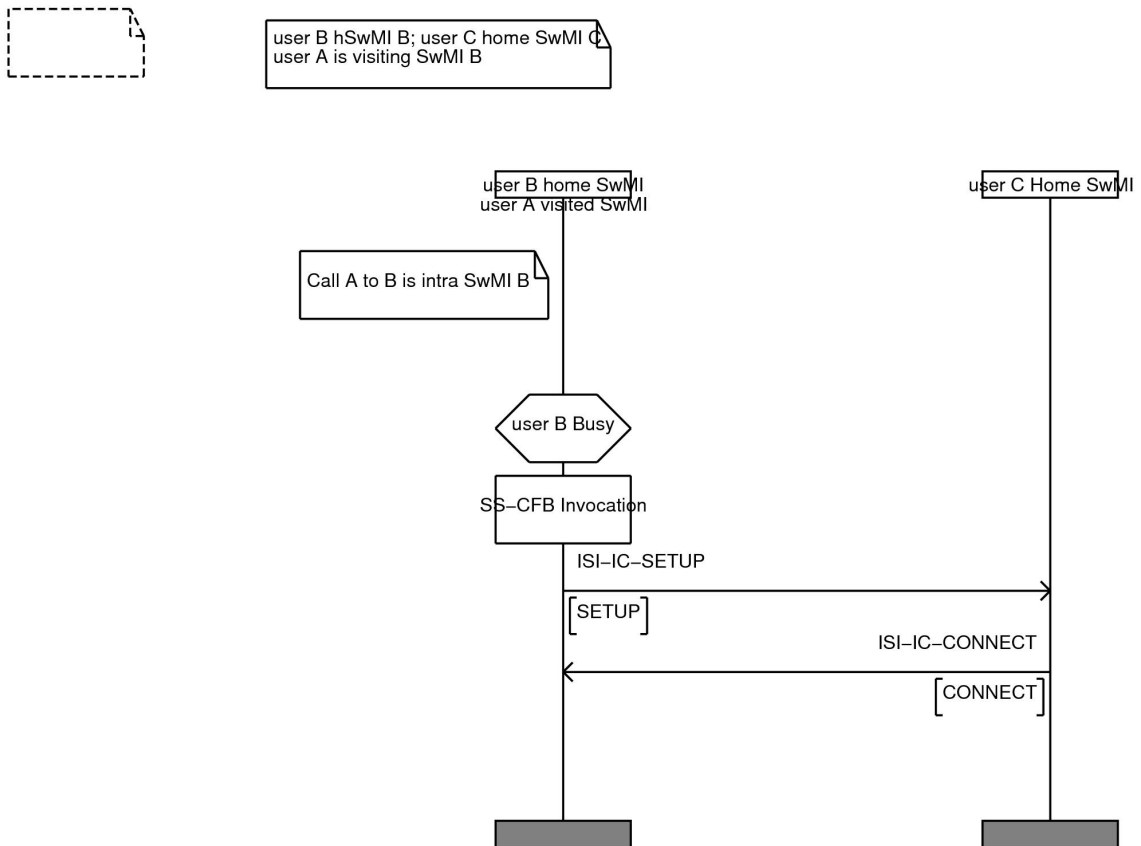 user B hSwMI B; user C home SwMI C
user A is visiting SwMI B
user B home SwMI
user A visited SwMI
user C Home SwMI
Call A to B is intra SwMI B
user B Busy
SS–CFB Invocation
ISI–IC–SETUP
SETUP
ISI–IC–CONNECT
CONNECT